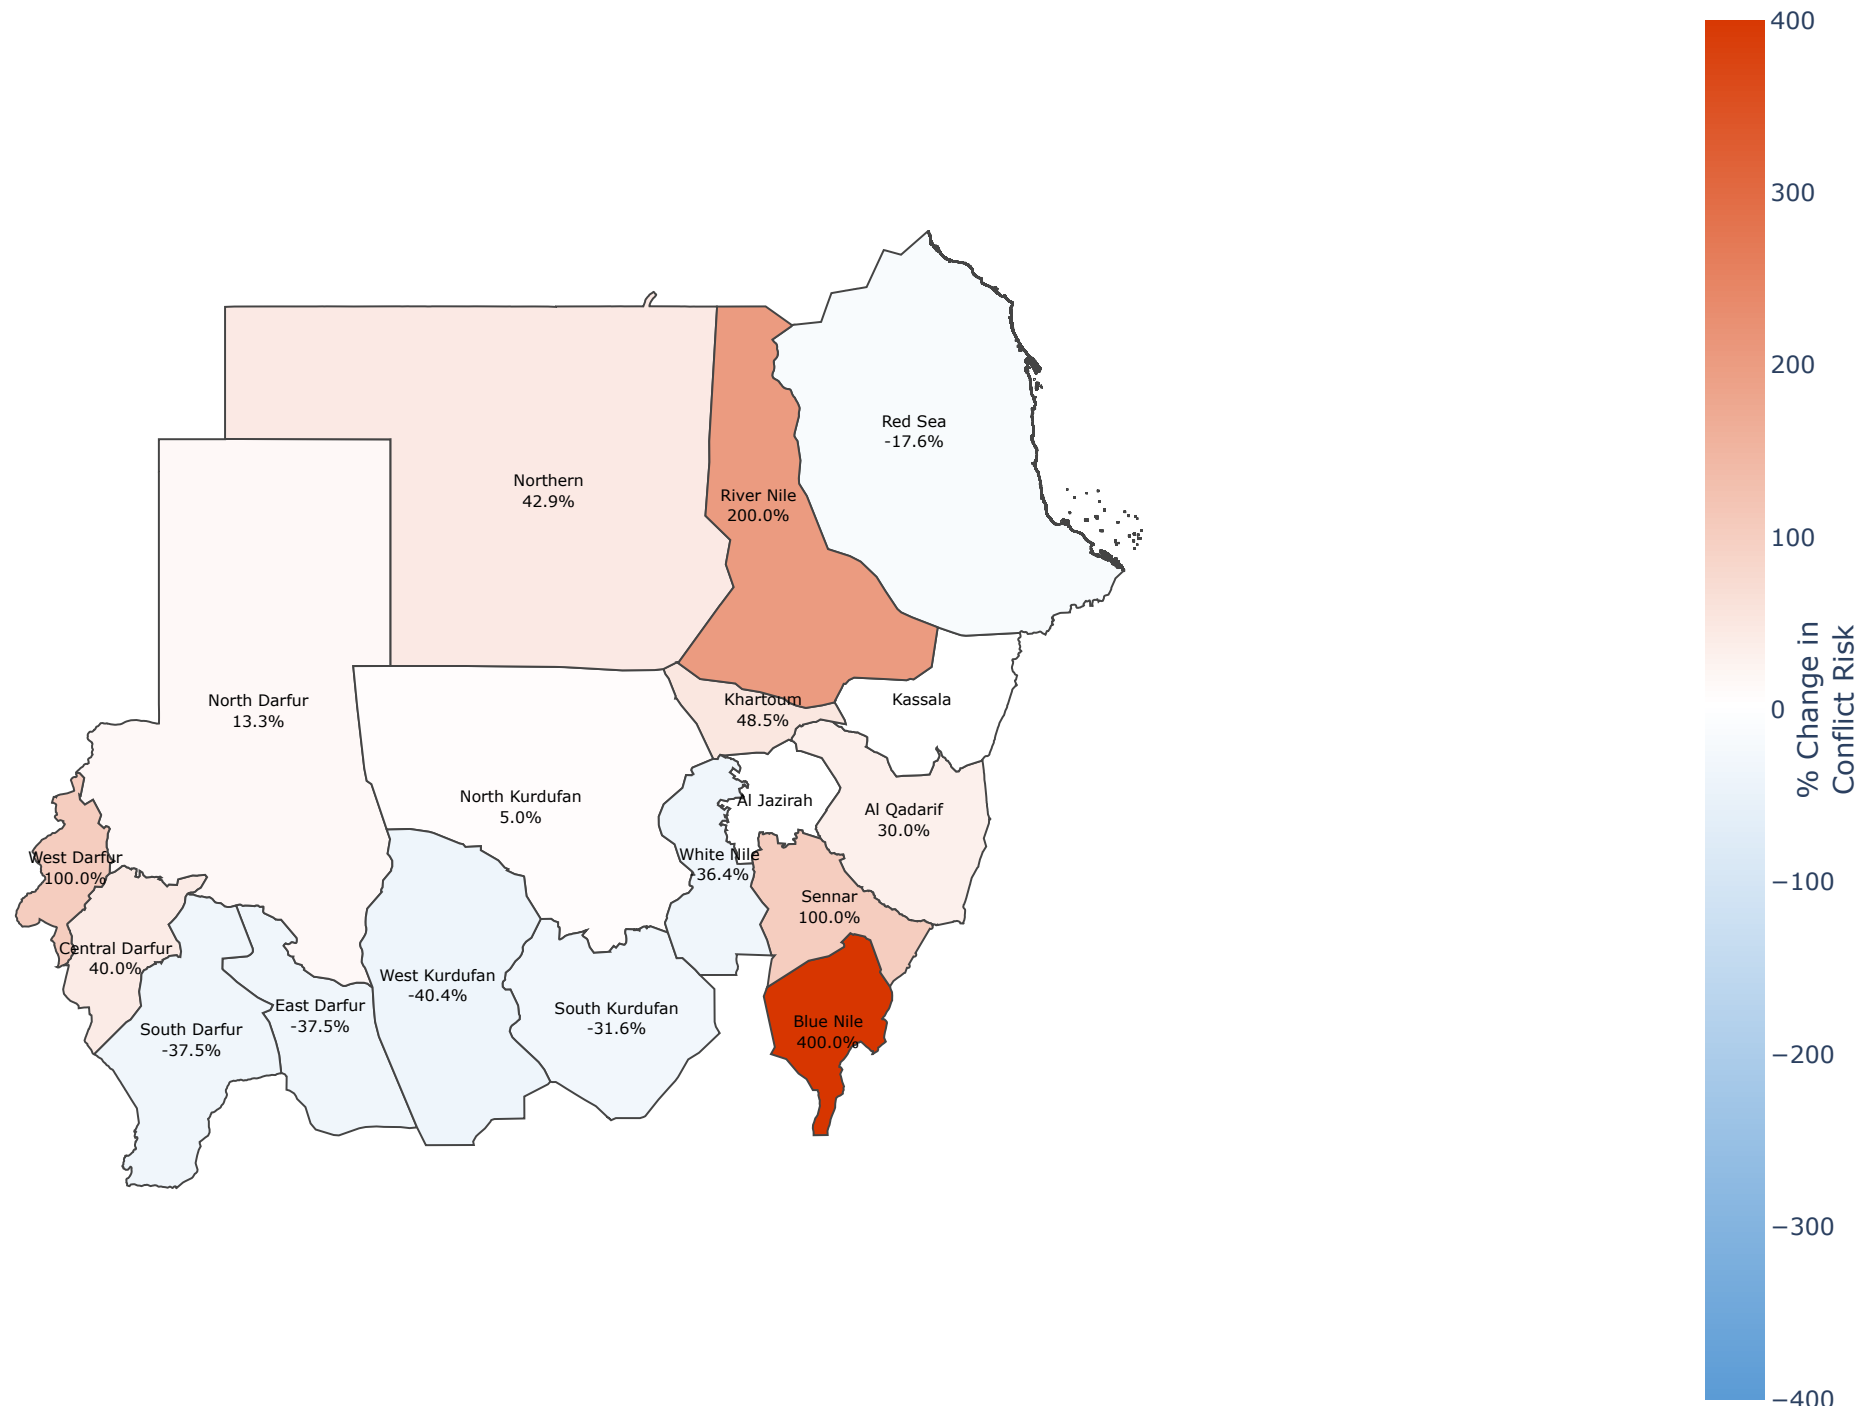 Red Sea
-17.6%
Northern
42.9%
River Nile
200.0%
North Darfur
13.3%
Khartoum
48.5%
Kassala
North Kurdufan
5.0%
Al Jazirah
Al Qadarif
30.0%
West Darfur
100.0%
White Nile
-36.4%
Sennar
100.0%
Central Darfur
40.0%
West Kurdufan
-40.4%
East Darfur
-37.5%
South Kurdufan
-31.6%
South Darfur
-37.5%
Blue Nile
400.0%
400
300
200
100
0
−100
−200
−300
−400
% Change in
Conflict Risk